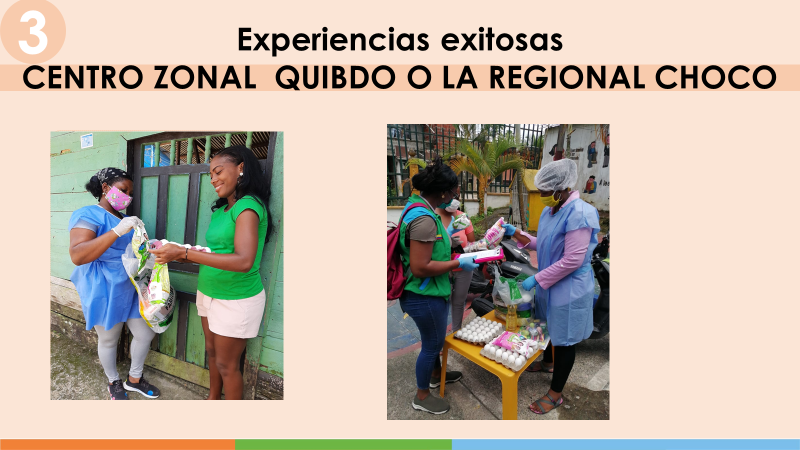 3
Experiencias exitosas
CENTRO ZONAL  QUIBDO O LA REGIONAL CHOCO